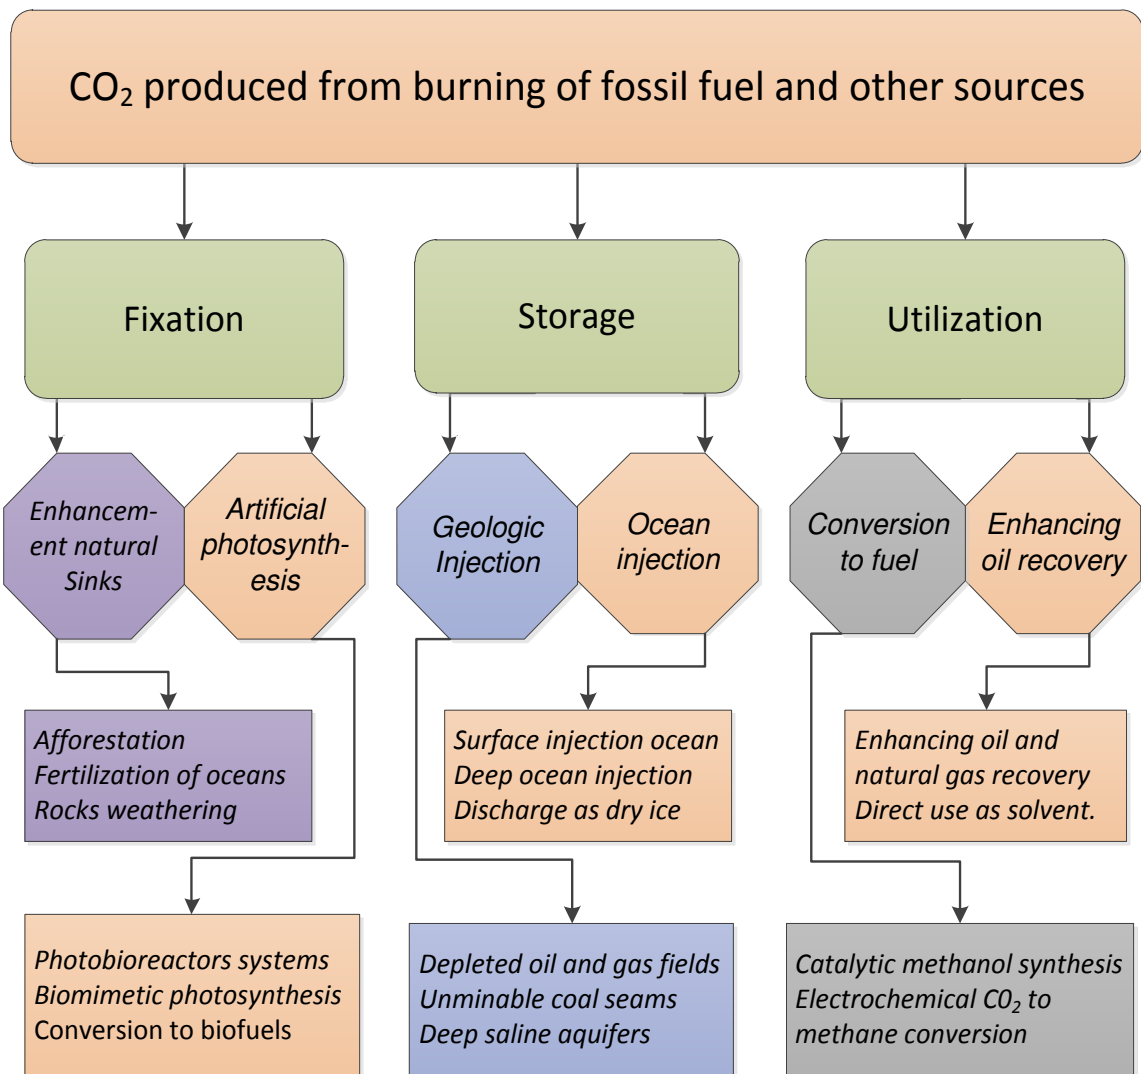 CO₂ produced from burning of fossil fuel and other sources
Fixation
Storage
Utilization
Enhancem-
ent natural
Sinks
Artificial
photosynth-
esis
Geologic
Injection
Ocean
injection
Conversion
to fuel
Enhancing
oil recovery
Afforestation
Fertilization of oceans
Rocks weathering
Surface injection ocean
Deep ocean injection
Discharge as dry ice
Enhancing oil and
natural gas recovery
Direct use as solvent.
Photobioreactors systems
Biomimetic photosynthesis
Conversion to biofuels
Depleted oil and gas fields
Unminable coal seams
Deep saline aquifers
Catalytic methanol synthesis
Electrochemical C0₂ to
methane conversion